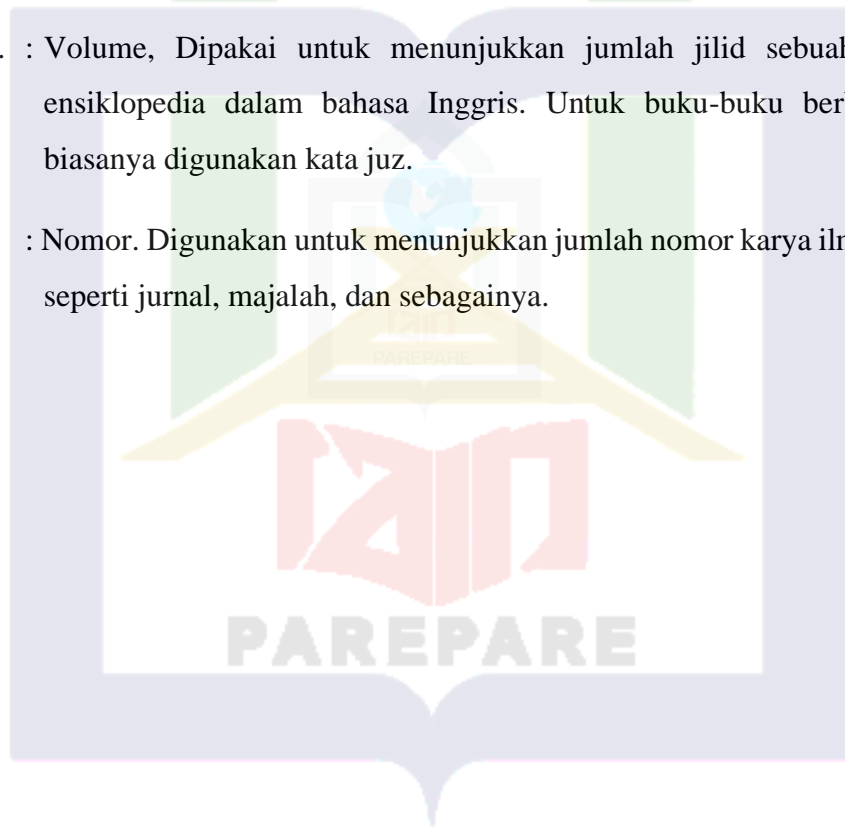 . : Volume, Dipakai untuk menunjukkan jumlah jilid sebuah
ensiklopedia dalam bahasa Inggris. Untuk buku-buku ber
biasanya digunakan kata juz.
: Nomor. Digunakan untuk menunjukkan jumlah nomor karya
seperti jurnal, majalah, dan sebagainya.
PAREPARE
PAREPARE